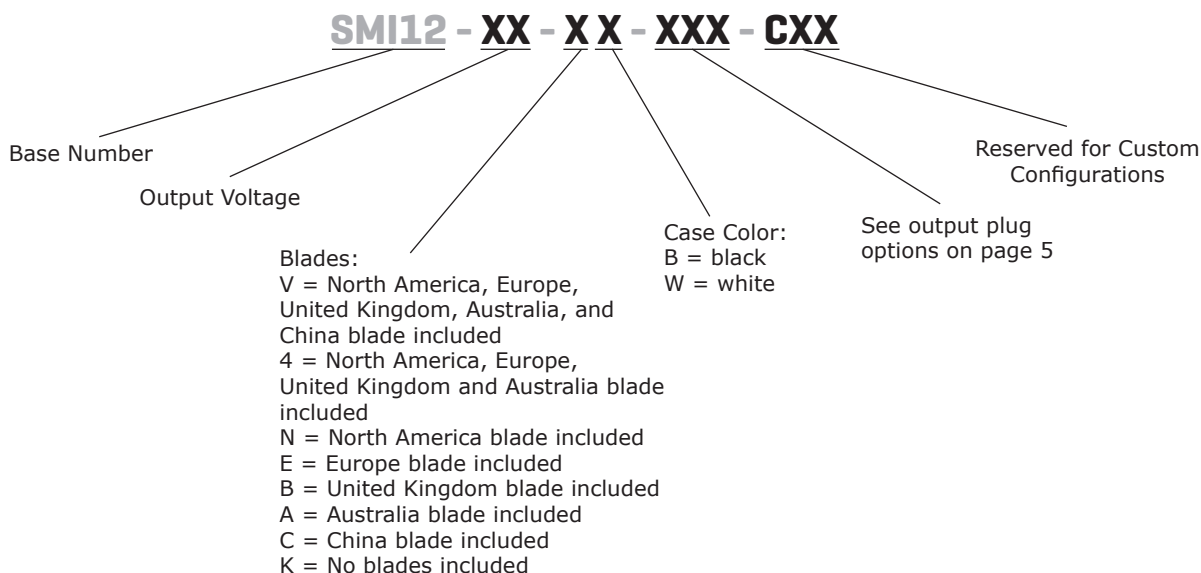 SMI12 - XX - X X - XXX - CXX
Base Number
Output Voltage
Blades:
V = North America, Europe,
United Kingdom, Australia, and
China blade included
4 = North America, Europe,
United Kingdom and Australia blade
included
N = North America blade included
E = Europe blade included
B = United Kingdom blade included
A = Australia blade included
C = China blade included
K = No blades included
Case Color:
B = black
W = white
See output plug
options on page 5
Reserved for Custom
Configurations